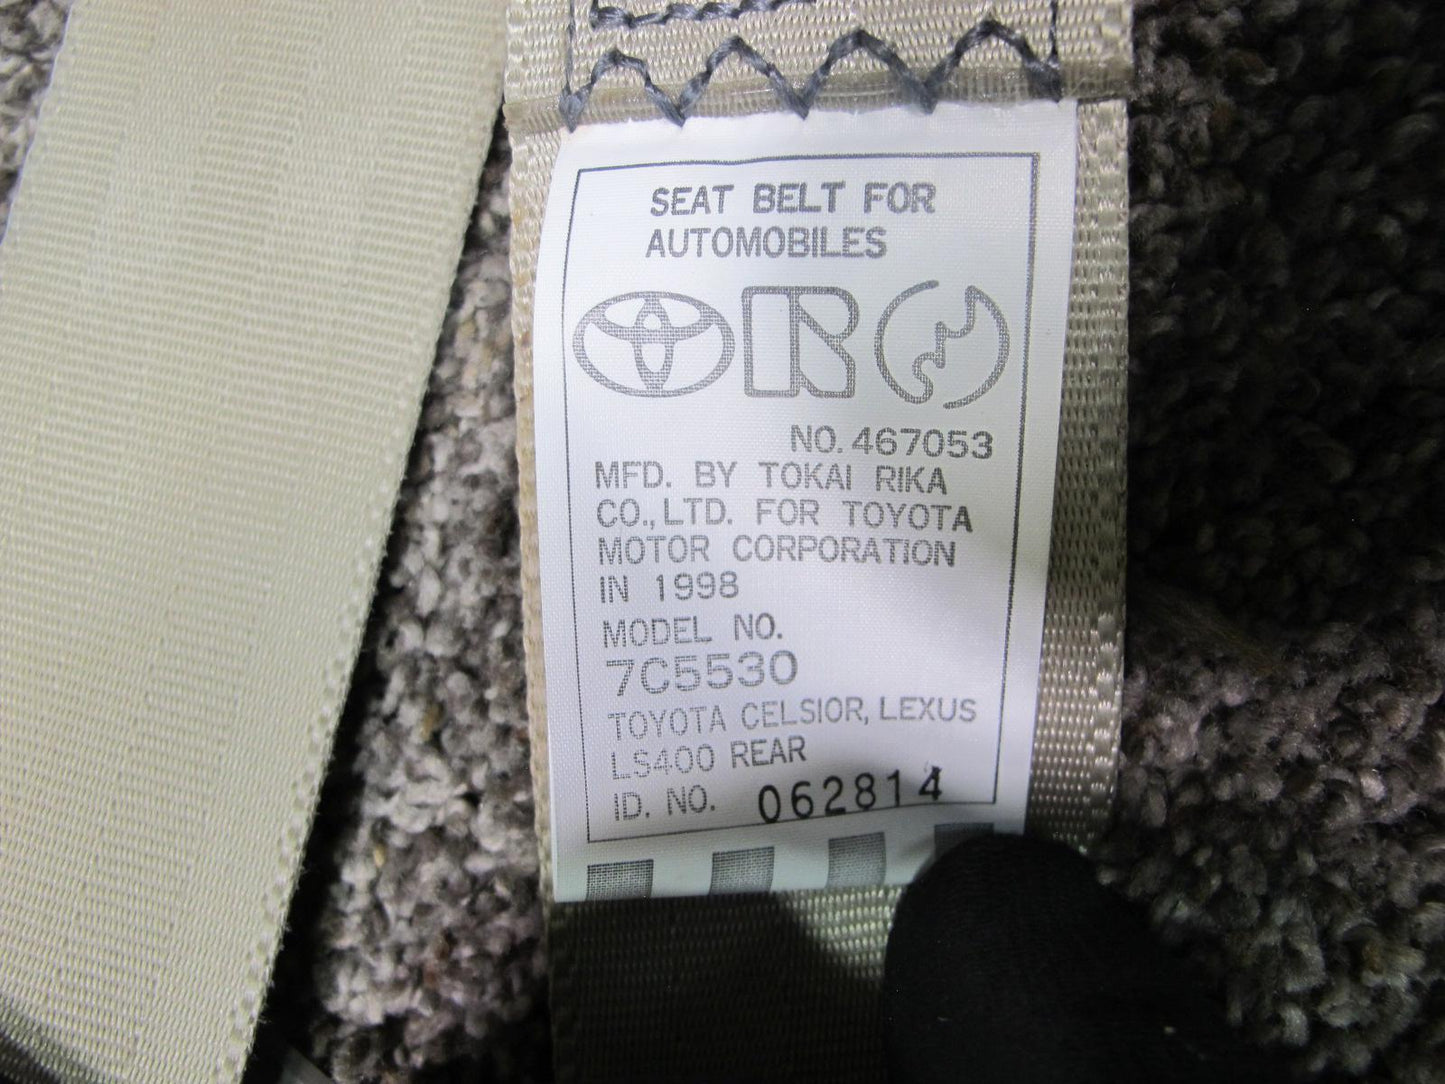 SEAT BELT FOR
AUTOMOBILES
NO. 467053
MFD. BY TOKAI RIKA
CO., LTD. FOR TOYOTA
MOTOR CORPORATION
IN 1998
MODEL NO.
7C5530
TOYOTA CELSIOR, LEXUS
LS400 REAR
ID. NO. 062814